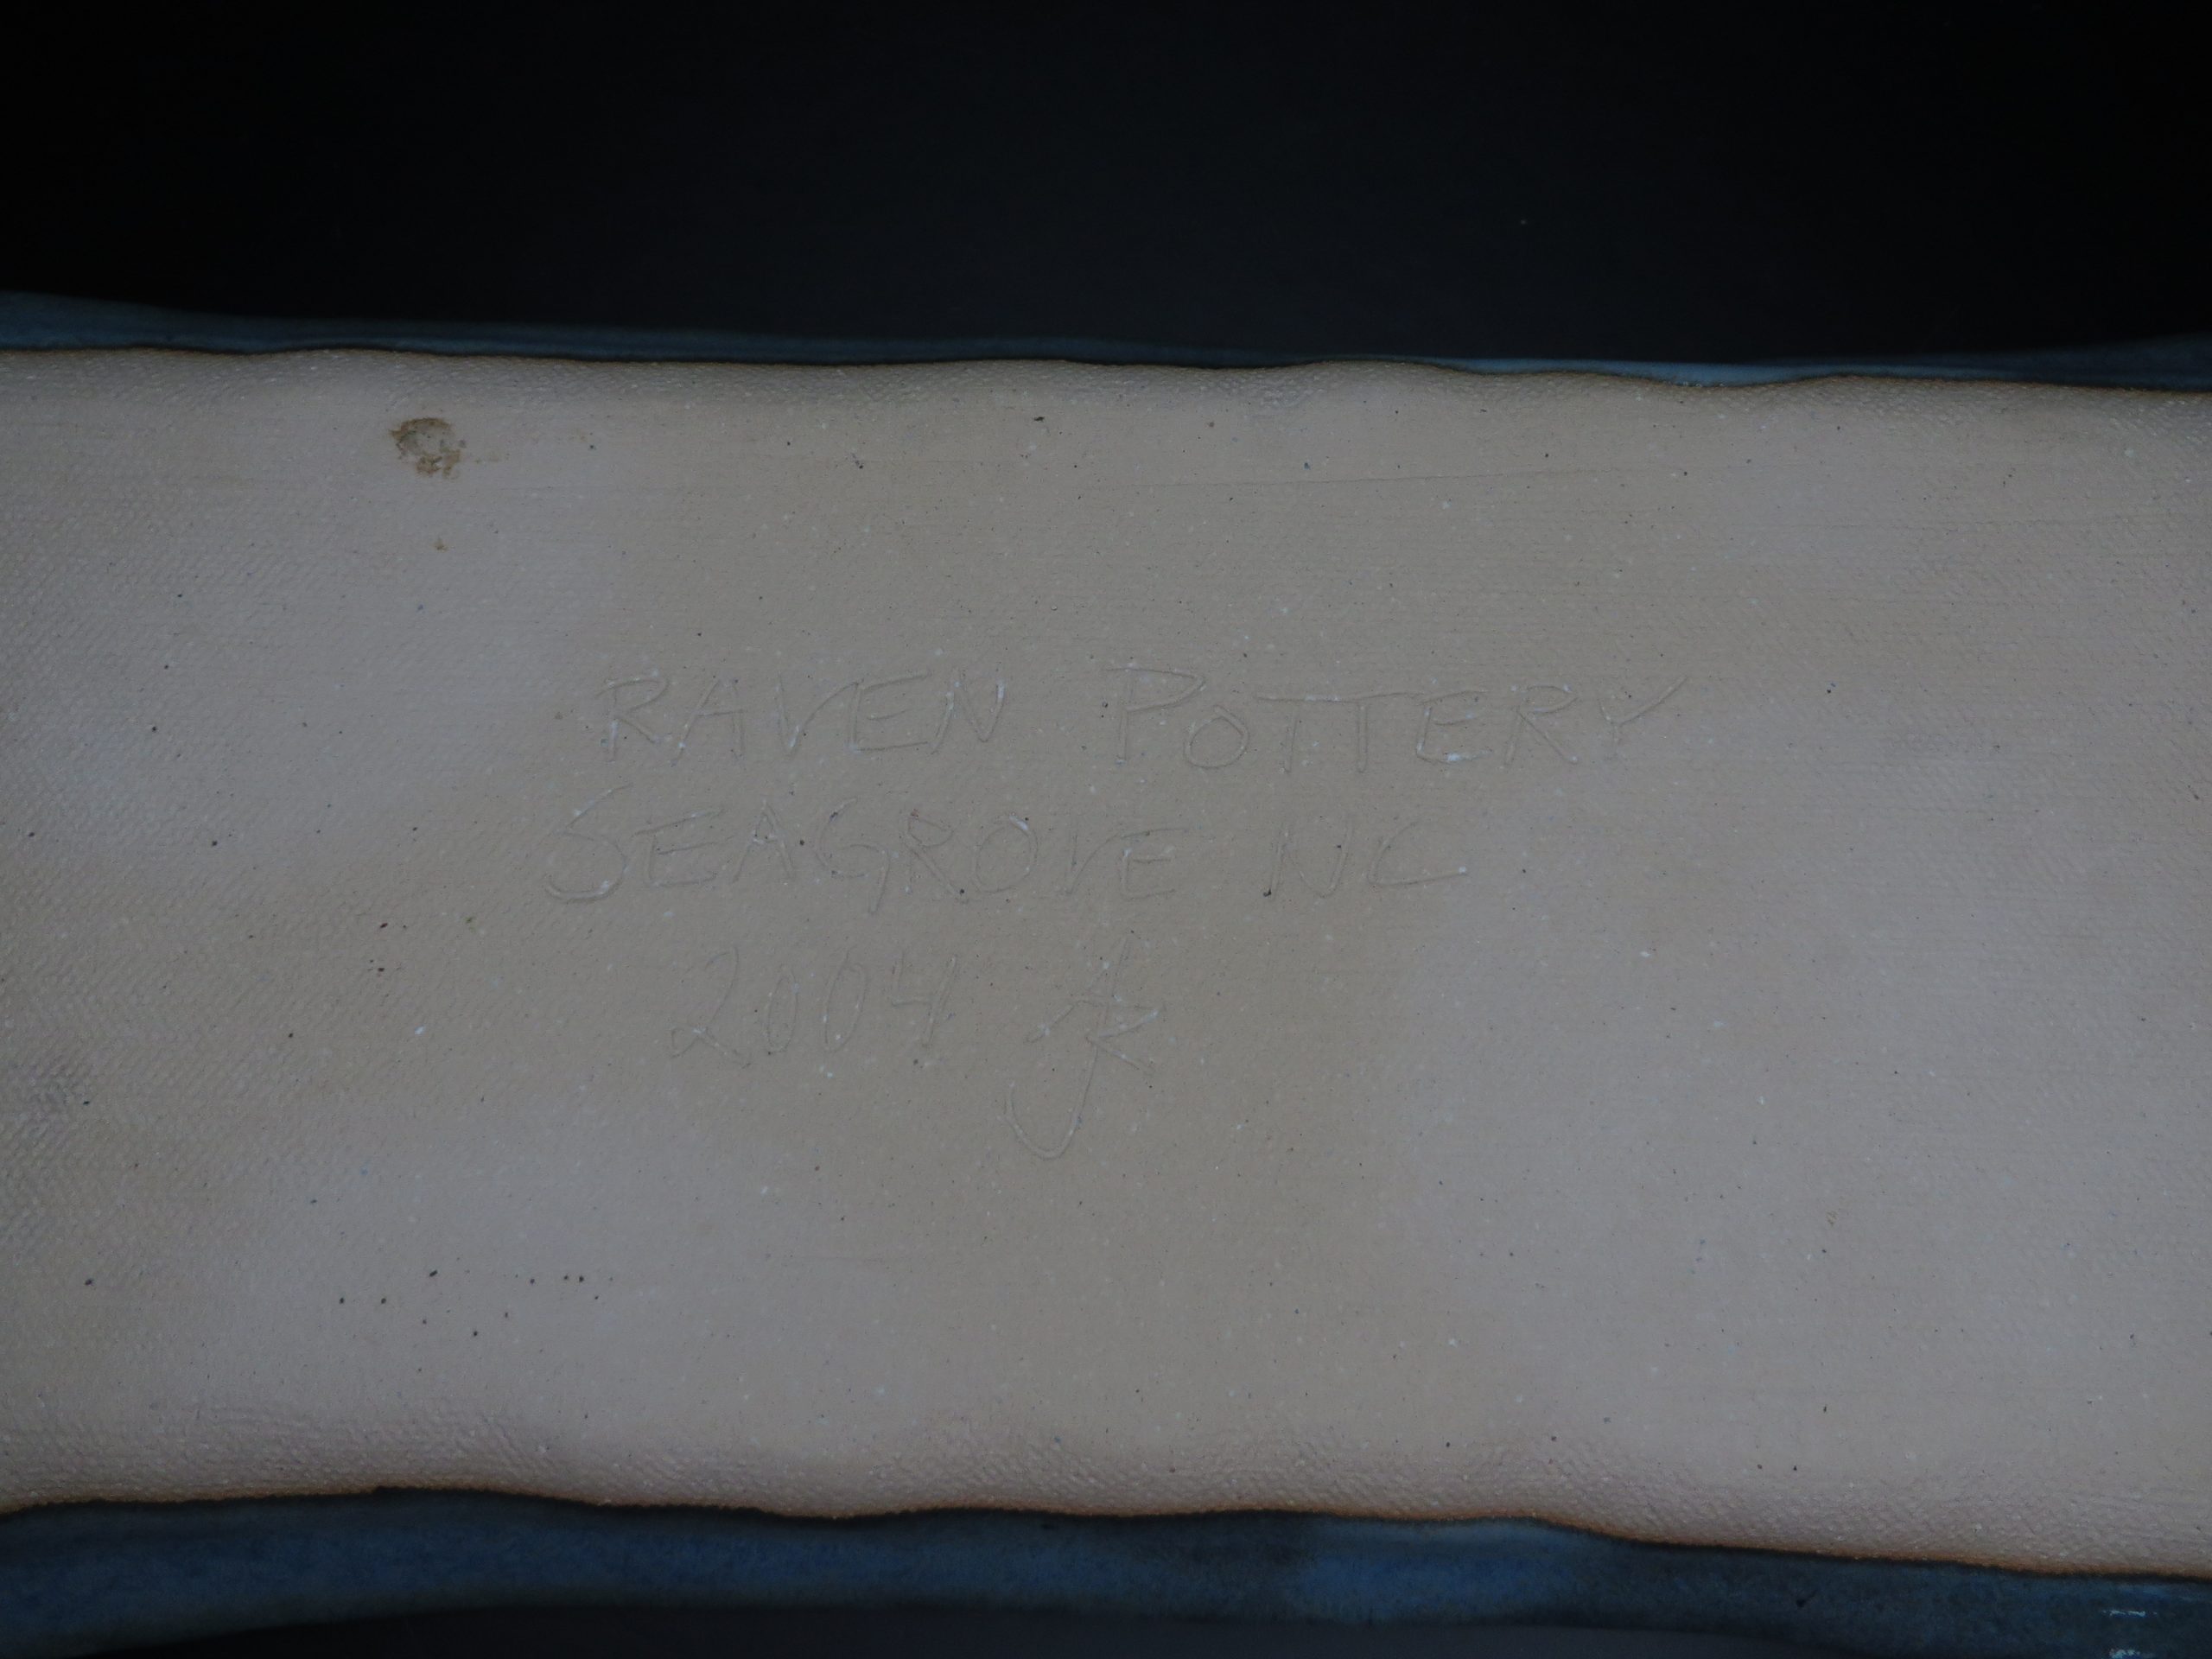 RAVEN POTTERY
SEAGROVE NC
2004